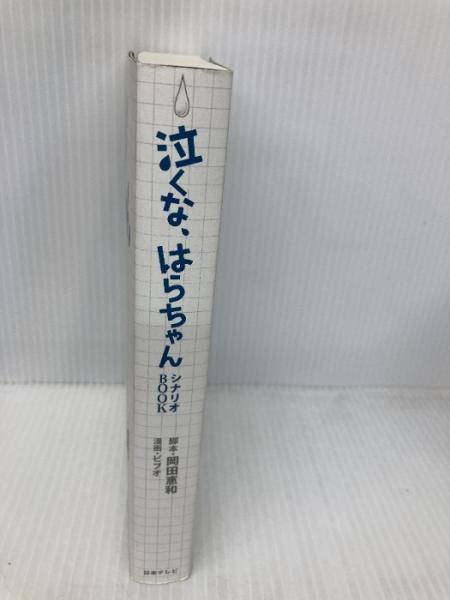 泣くな、はらちゃん
シナリオ
BOOK
脚本・岡田惠和
漫画・ビブオ
日本テレビ